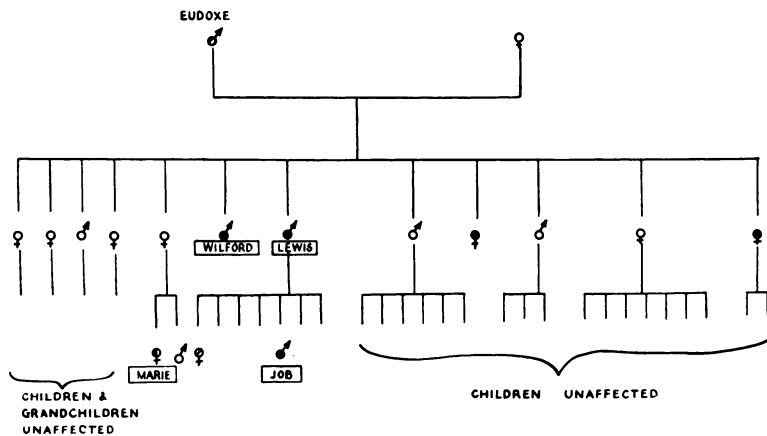 EUDOXE
WILFORD
LEWIS
MARIE
JOB
CHILDREN &
GRANDCHILDREN
UNAFFECTED
CHILDREN UNAFFECTED